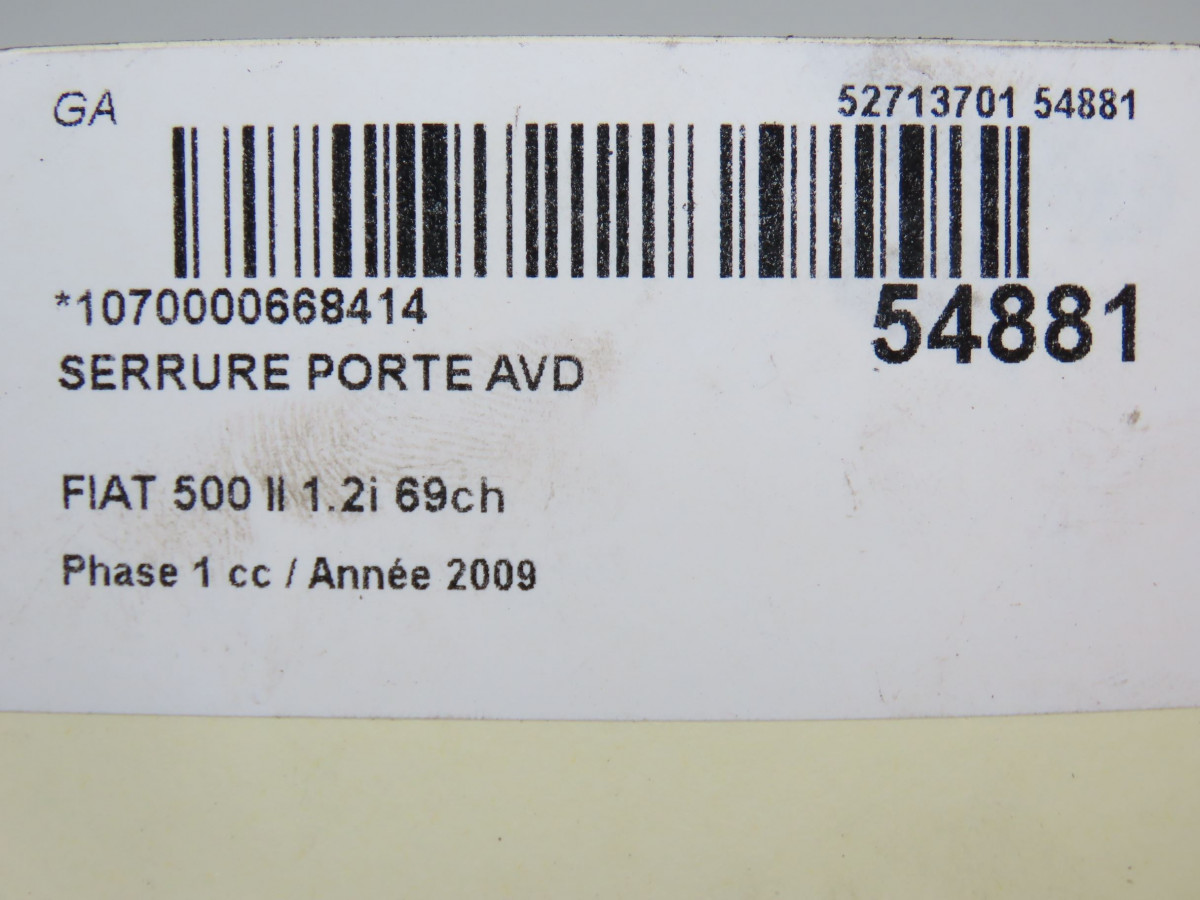 GA
52713701 54881
*1070000668414
54881
SERRURE PORTE AVD
FIAT 500 II 1.2i 69ch
Phase 1 cc / Année 2009